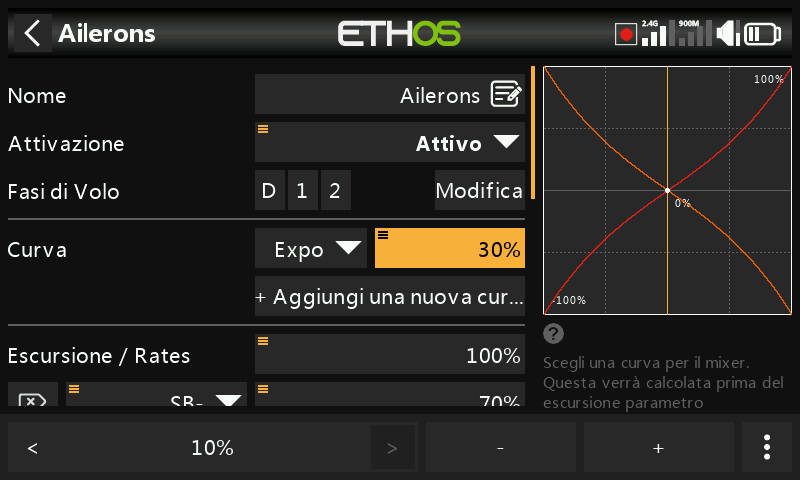 Ailerons
ETHOS
2.4G
900M
Nome
Ailerons
Attivazione
Attivo
Fasi di Volo
D
1
2
Modifica
Curva
Expo
30%
+ Aggiungi una nuova cur...
Escursione / Rates
100%
SB-
70%
100%
0%
-100%
?
Scegli una curva per il mixer.
Questa verrà calcolata prima del
escursione parametro
<
10%
>
-
+